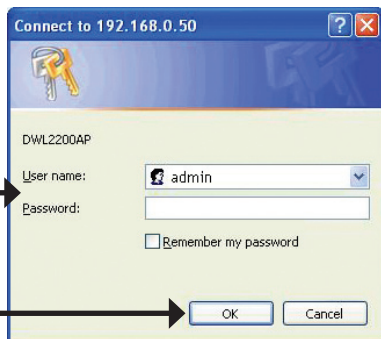 Connect to 192.168.0.50
DWL2200AP
User name: admin
Password:
Remember my password
OK Cancel